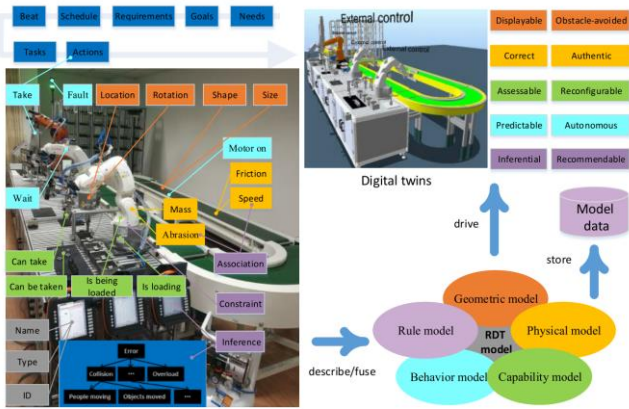 Beat
Schedule
Requirements
Goals
Needs
Tasks
Actions
Take
Fault
Location
Rotation
Shape
Size
Motor on
Friction
Wait
Mass
Speed
Abrasion
Can take
Association
Can be taken
Is being
loaded
Is loading
Constraint
Name
Inference
Type
ID
Error
Collision
...
Overload
People moving
Objects moved
...
External control
External control
External control
Digital twins
Displayable
Obstacle-avoided
Correct
Authentic
Assessable
Reconfigurable
Predictable
Autonomous
Inferential
Recommendable
drive
Model
data
store
describe/fuse
Geometric model
Rule model
RDT
model
Physical model
Behavior model
Capability model